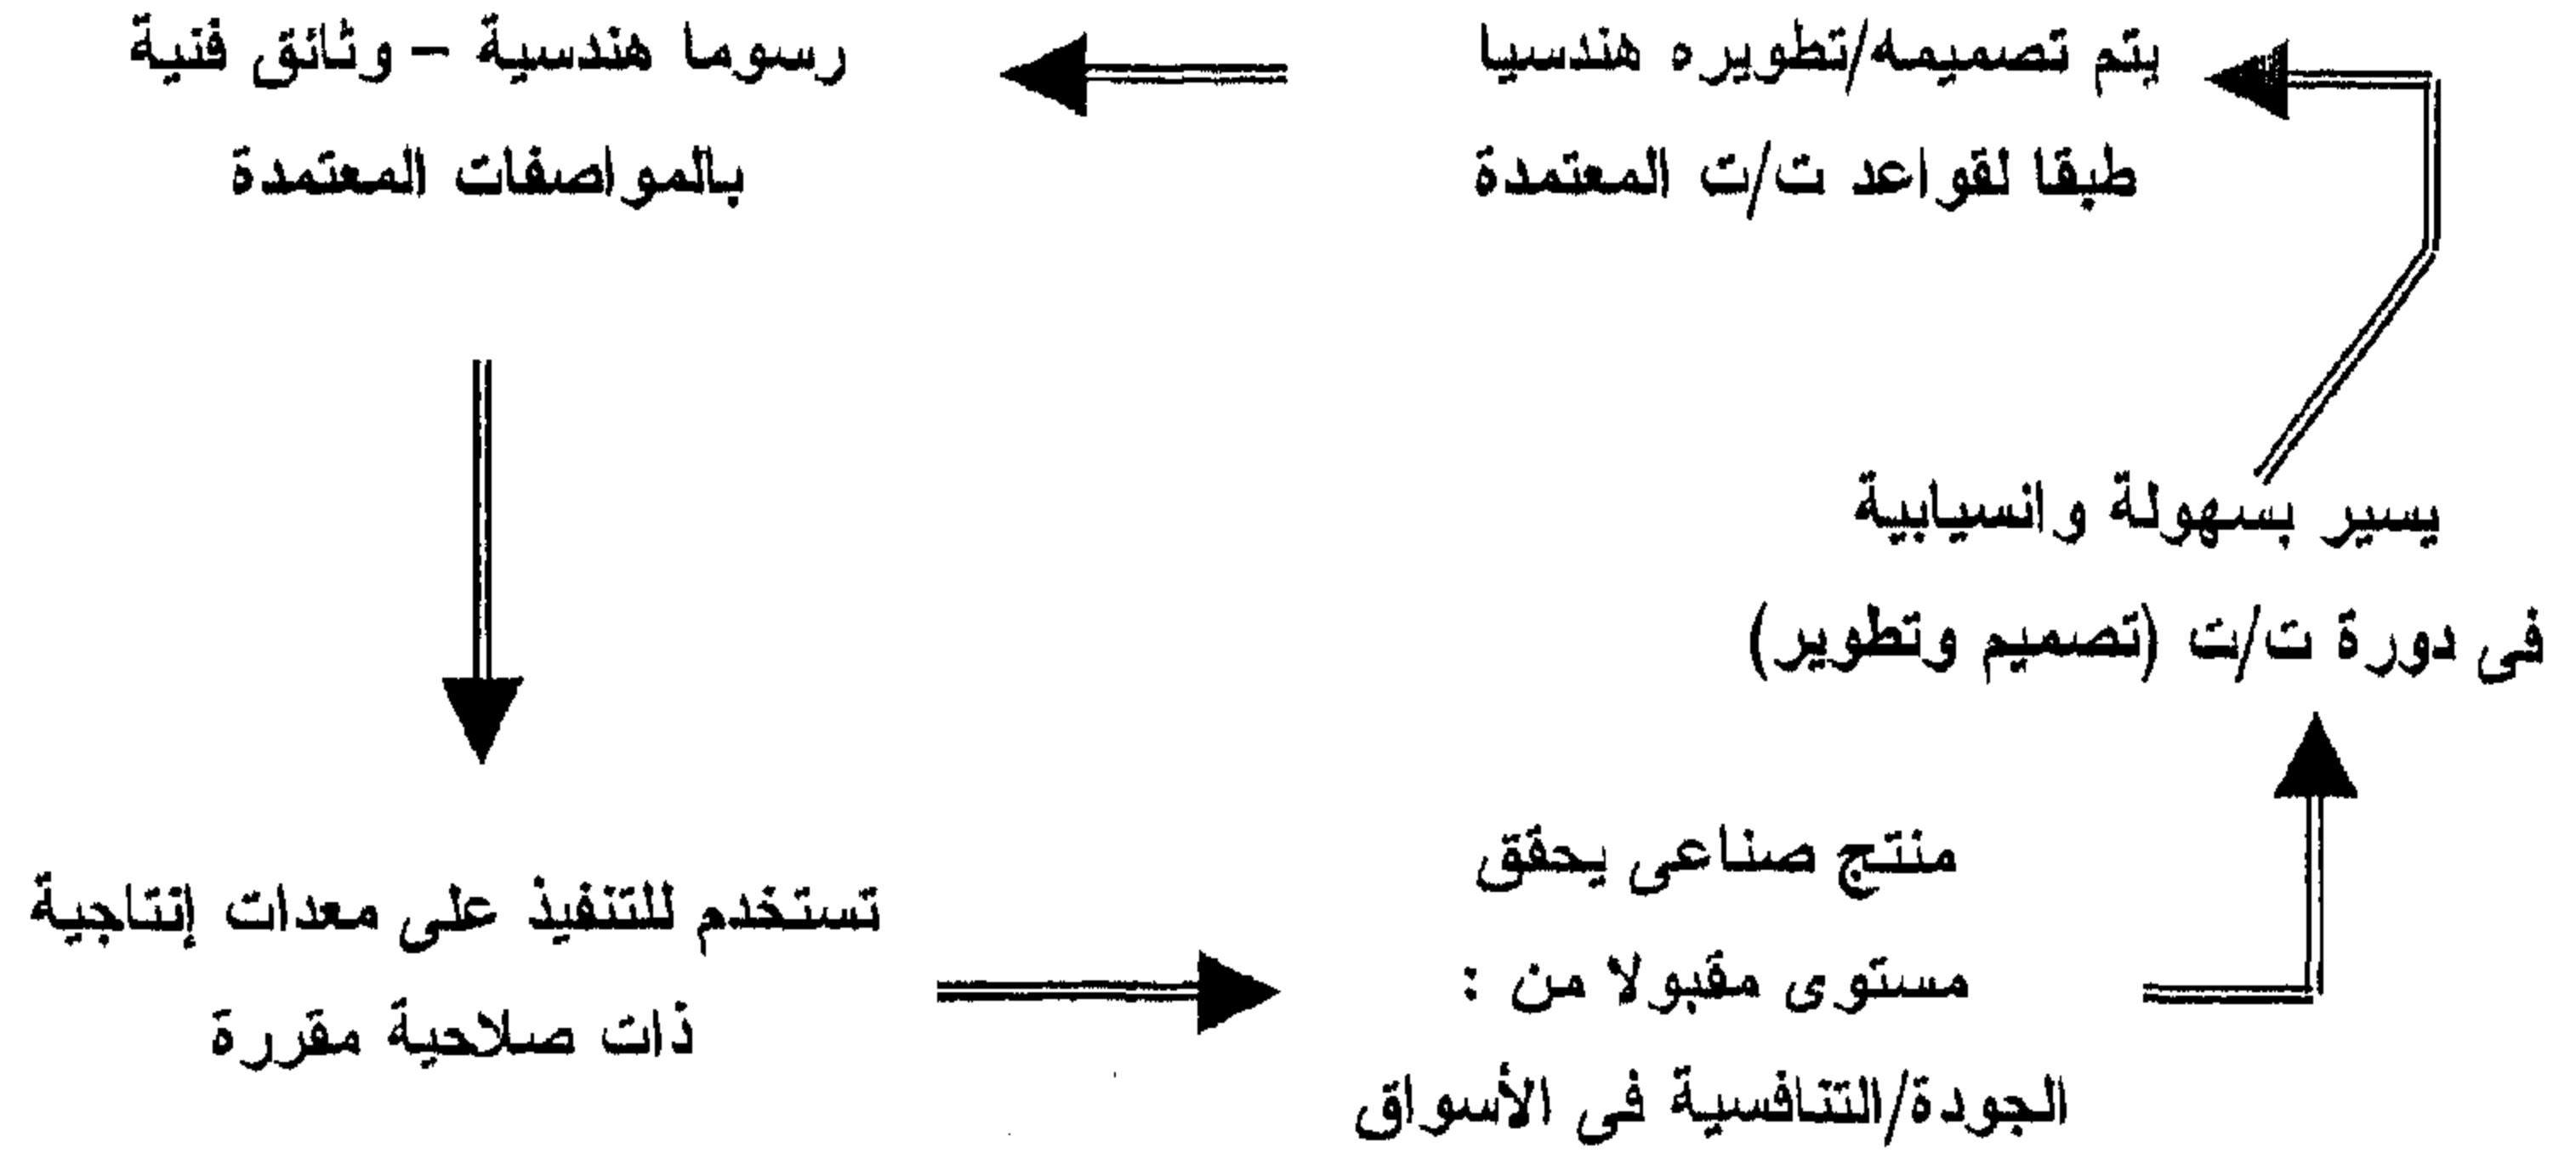 يتم تصميمه/تطويره هندسيا
طبقا لقواعد ت/ت المعتمدة
رسوما هندسية – وثائق فنية
بالمواصفات المعتمدة
يسير بسهولة وانسيابية
فى دورة ت/ت (تصميم وتطوير)
تستخدم للتنفيذ على معدات إنتاجية
ذات صلاحية مقررة
منتج صناعى يحقق
مستوى مقبولا من :
الجودة/التنافسية فى الأسواق